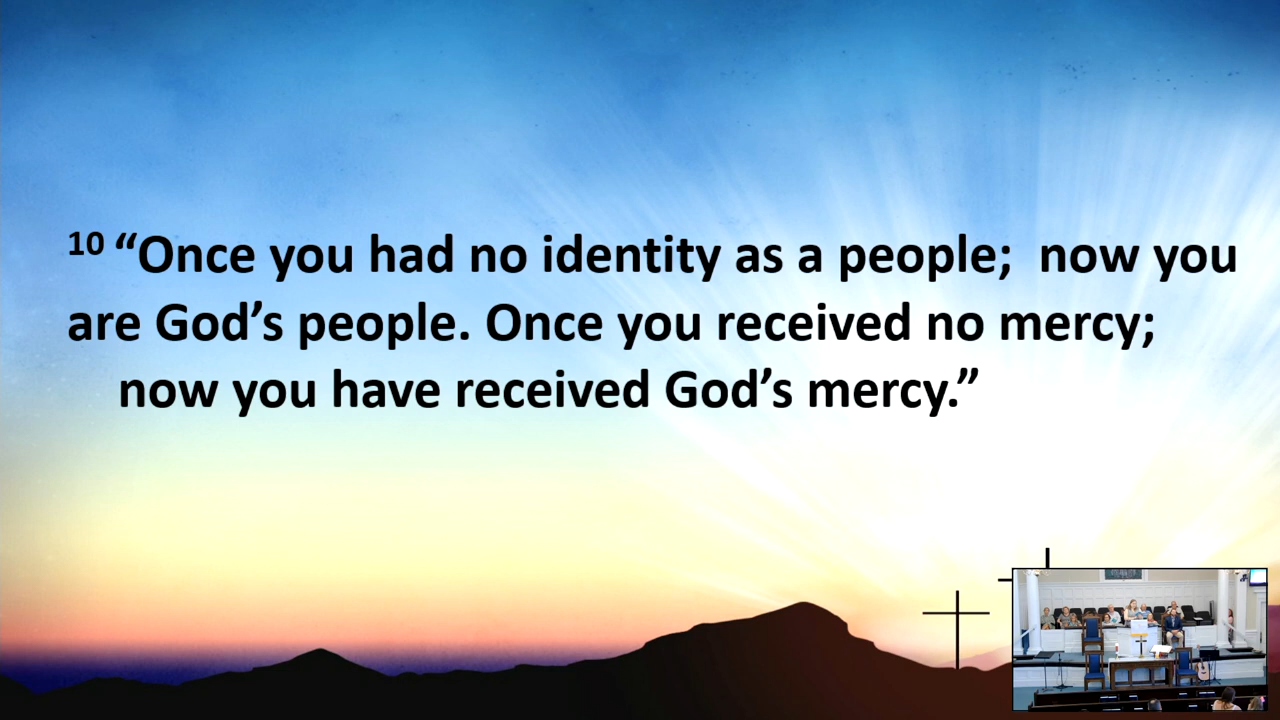 10 “Once you had no identity as a people;  now you
are God’s people. Once you received no mercy;
now you have received God’s mercy.”